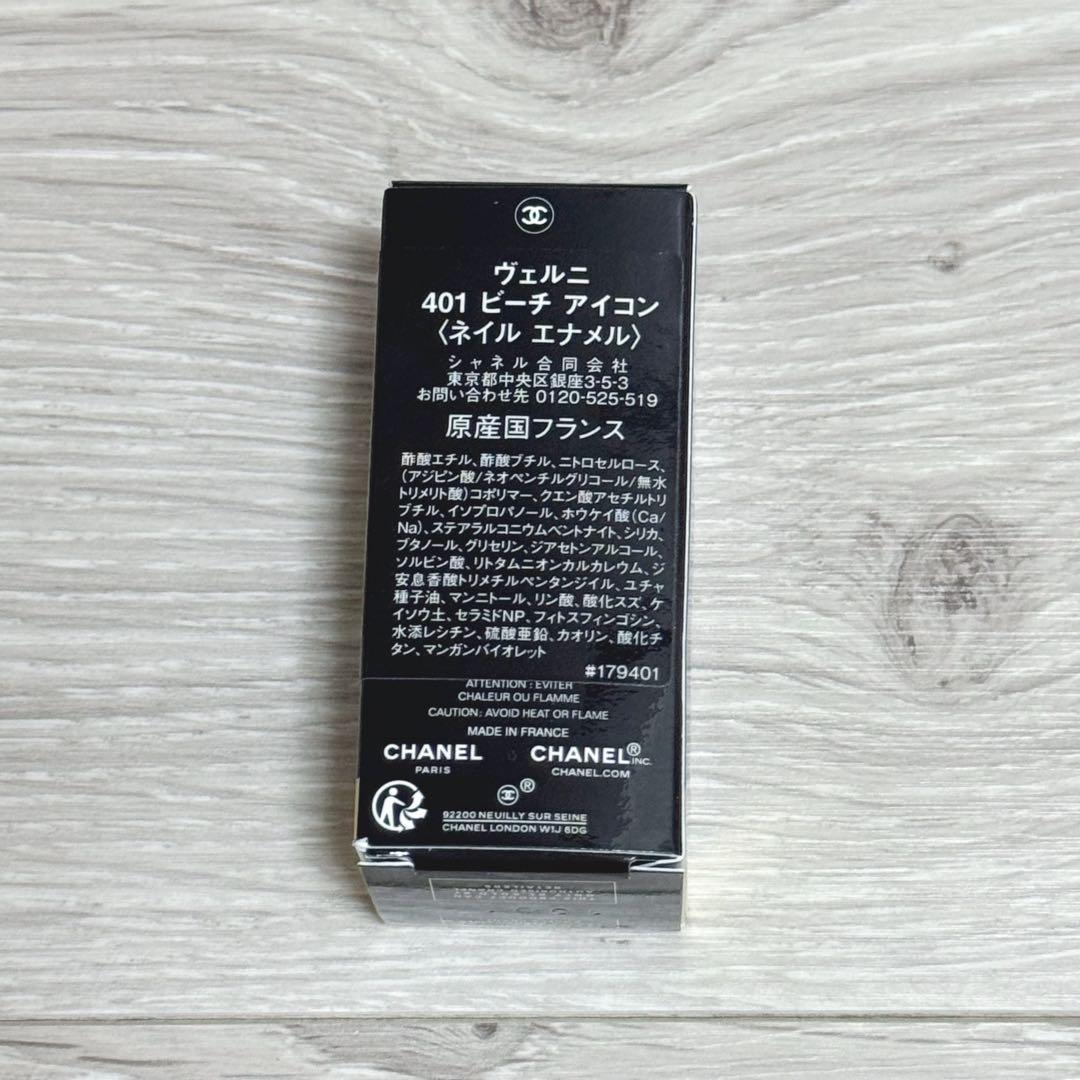 ヴェルニ
401 ビーチ アイコン
〈ネイル エナメル〉
シャネル合同会社
東京都中央区銀座3-5-3
お問い合わせ先 0120-525-519
原産国フランス
酢酸エチル、酢酸ブチル、ニトロセルロース、
(アジピン酸/ネオペンチルグリコール/無水
トリメリト酸)コポリマー、クエン酸アセチルトリ
ブチル、イソプロパノール、ホウケイ酸(Ca/
Na)、ステアラルコニウムベントナイト、シリカ、
ブタノール、グリセリン、ジアセトンアルコール、
ソルビン酸、リトタムニオンカルカレウム、ジ
安息香酸トリメチルペンタンジイル、ユチャ
種子油、マンニトール、リン酸、酸化スズ、ケ
イソウ土、セラミドNP、フィトスフィンゴシン、
水添レシチン、硫酸亜鉛、カオリン、酸化チ
タン、マンガンバイオレット
#179401
ATTENTION : EVITER
CHALEUR OU FLAMME
CAUTION: AVOID HEAT OR FLAME
MADE IN FRANCE
CHANEL CHANEL® INC.
PARIS CHANEL.COM
®
92200 NEUILLY SUR SEINE
CHANEL LONDON W1J 6DG